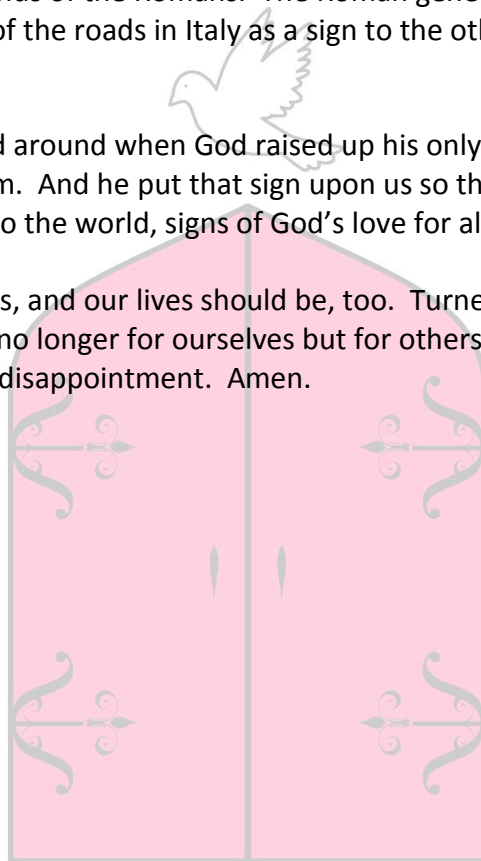 of the Romans.  The Roman gene
of the roads in Italy as a sign to the ot
around when God raised up his only
And he put that sign upon us so th
o the world, signs of God's love for al
s, and our lives should be, too.  Turne
no longer for ourselves but for others
disappointment.  Amen.